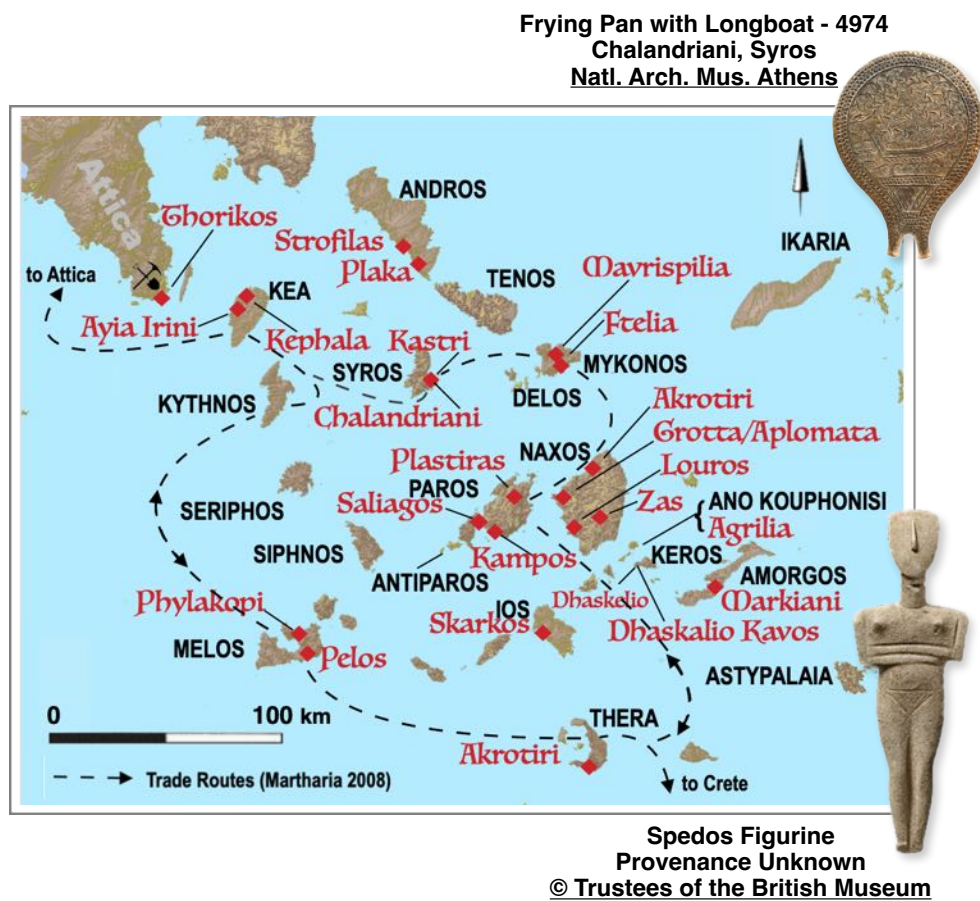 Frying Pan with Longboat - 4974
Chalandriani, Syros
Natl. Arch. Mus. Athens
Attica
Thorikos
ANDROS
Strofilas
Plaka
IKARIA
to Attica
TENOS
Mavrispilia
KEA
Ayia Irini
Kephala
Kastri
Ftelia
SYROS
MYKONOS
KYTHNOS
Chalandriani
DELOS
Akrotiri
Grotta/Aplomata
NAXOS
Plastiras
Louros
PAROS
Saliagos
Zas
ANO KOUPHONISI
{
Agrilia
SERIPHOS
SIPHNOS
Kampos
KEROS
ANTIPAROS
AMORGOS
Phylakopi
Dhaskelio
Markiani
IOS
Skarkos
Dhaskalio Kavos
MELOS
Pelos
ASTYPALAIA
0 100 km
THERA
Akrotiri
Trade Routes (Martharia 2008)
to Crete
Spedos Figurine
Provenance Unknown
© Trustees of the British Museum